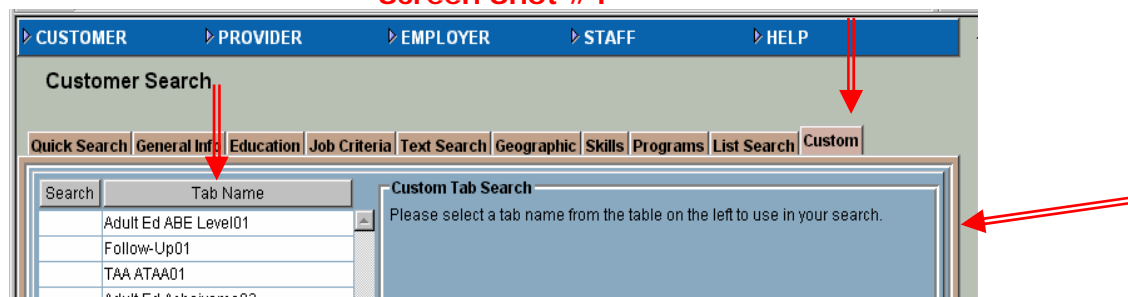 CUSTOMER PROVIDER EMPLOYER STAFF HELP
Customer Search
Quick Search General Info Education Job Criteria Text Search Geographic Skills Programs List Search Custom
Search Tab Name
Custom Tab Search
Please select a tab name from the table on the left to use in your search.
Adult Ed ABE Level01
Follow-Up01
TAA ATAA01